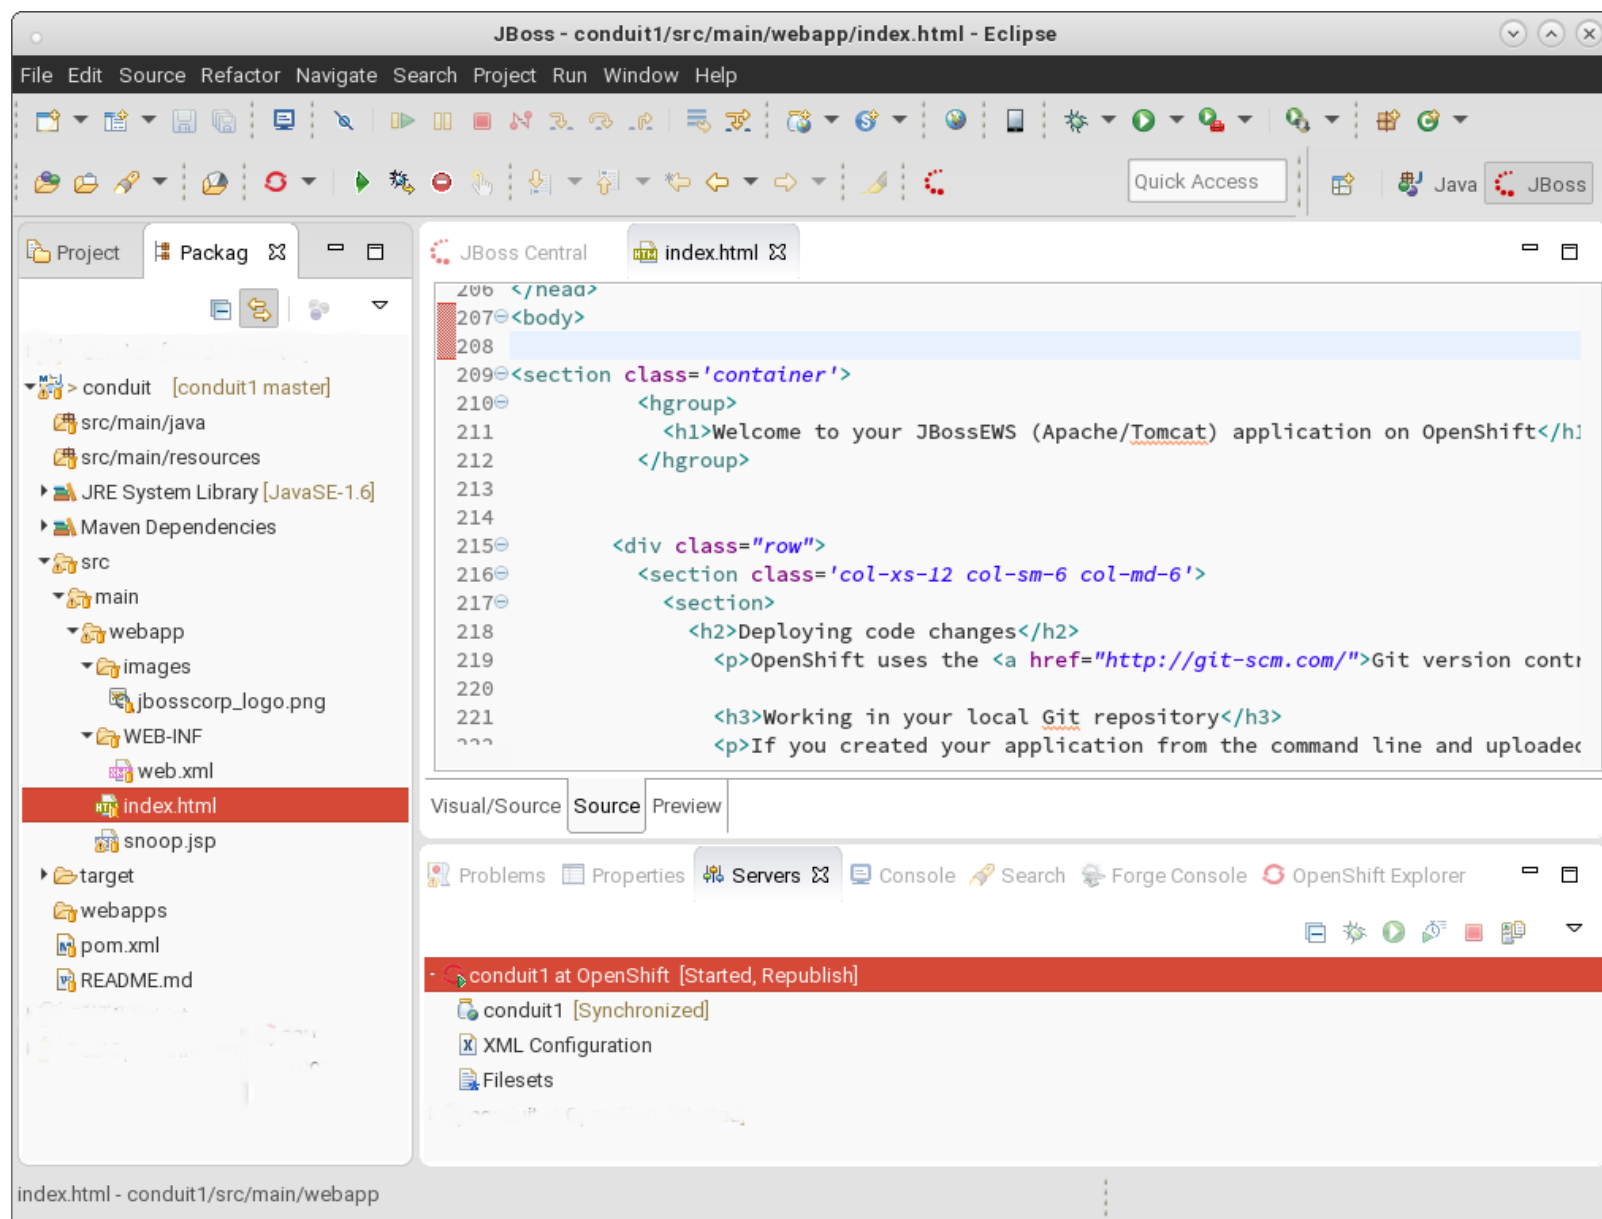 JBoss - conduit1/src/main/webapp/index.html - Eclipse
File Edit Source Refactor Navigate Search Project Run Window Help
Quick Access
Java
JBoss
Project
Packag
> conduit [conduit1 master]
src/main/java
src/main/resources
JRE System Library [JavaSE-1.6]
Maven Dependencies
src
main
webapp
images
jbosscorp_logo.png
WEB-INF
web.xml
index.html
snoop.jsp
target
webapps
pom.xml
README.md
JBoss Central
index.html
206 </head>
207 <body>
208
209 <section class='container'>
210 <hgroup>
211 <h1>Welcome to your JBossEWS (Apache/Tomcat) application on OpenShift</h1
212 </hgroup>
213
214
215 <div class="row">
216 <section class='col-xs-12 col-sm-6 col-md-6'>
217 <section>
218 <h2>Deploying code changes</h2>
219 <p>OpenShift uses the <a href="http://git-scm.com/">Git version contr
220
221 <h3>Working in your local Git repository</h3>
222 <p>If you created your application from the command line and uploaded
Visual/Source Source Preview
Problems Properties Servers Console Search Forge Console OpenShift Explorer
conduit1 at OpenShift [Started, Republish]
conduit1 [Synchronized]
XML Configuration
Filesets
index.html - conduit1/src/main/webapp